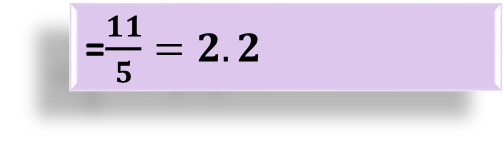 =11/5 = 2.2